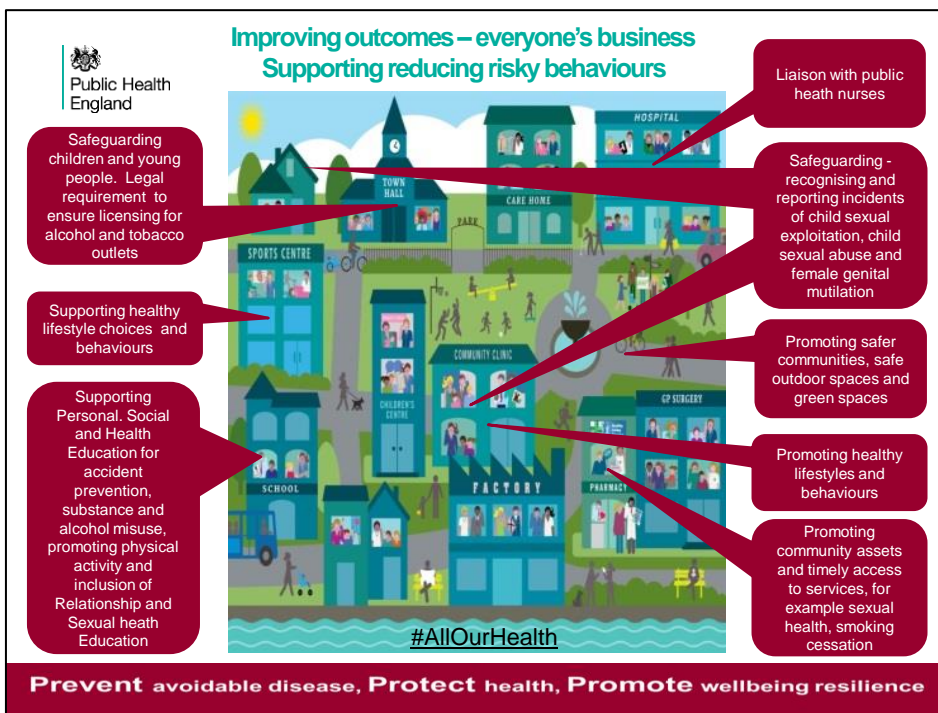 Improving outcomes – everyone's business
Supporting reducing risky behaviours
Public Health
England
Safeguarding
children and young
people. Legal
requirement to
ensure licensing for
alcohol and tobacco
outlets
Supporting healthy
lifestyle choices and
behaviours
Supporting
Personal. Social
and Health
Education for
accident
prevention,
substance and
alcohol misuse,
promoting physical
activity and
inclusion of
Relationship and
Sexual heath
Education
HOSPITAL
TOWN
HALL
CARE HOME
PARK
SPORTS CENTRE
COMMUNITY CLINIC
CHILDREN'S
CENTRE
GP SURGERY
SCHOOL
FACTORY
PHARMACY
#AllOurHealth
Liaison with public
heath nurses
Safeguarding -
recognising and
reporting incidents
of child sexual
exploitation, child
sexual abuse and
female genital
mutilation
Promoting safer
communities, safe
outdoor spaces and
green spaces
Promoting healthy
lifestyles and
behaviours
Promoting
community assets
and timely access
to services, for
example sexual
health, smoking
cessation
Prevent avoidable disease, Protect health, Promote wellbeing resilience